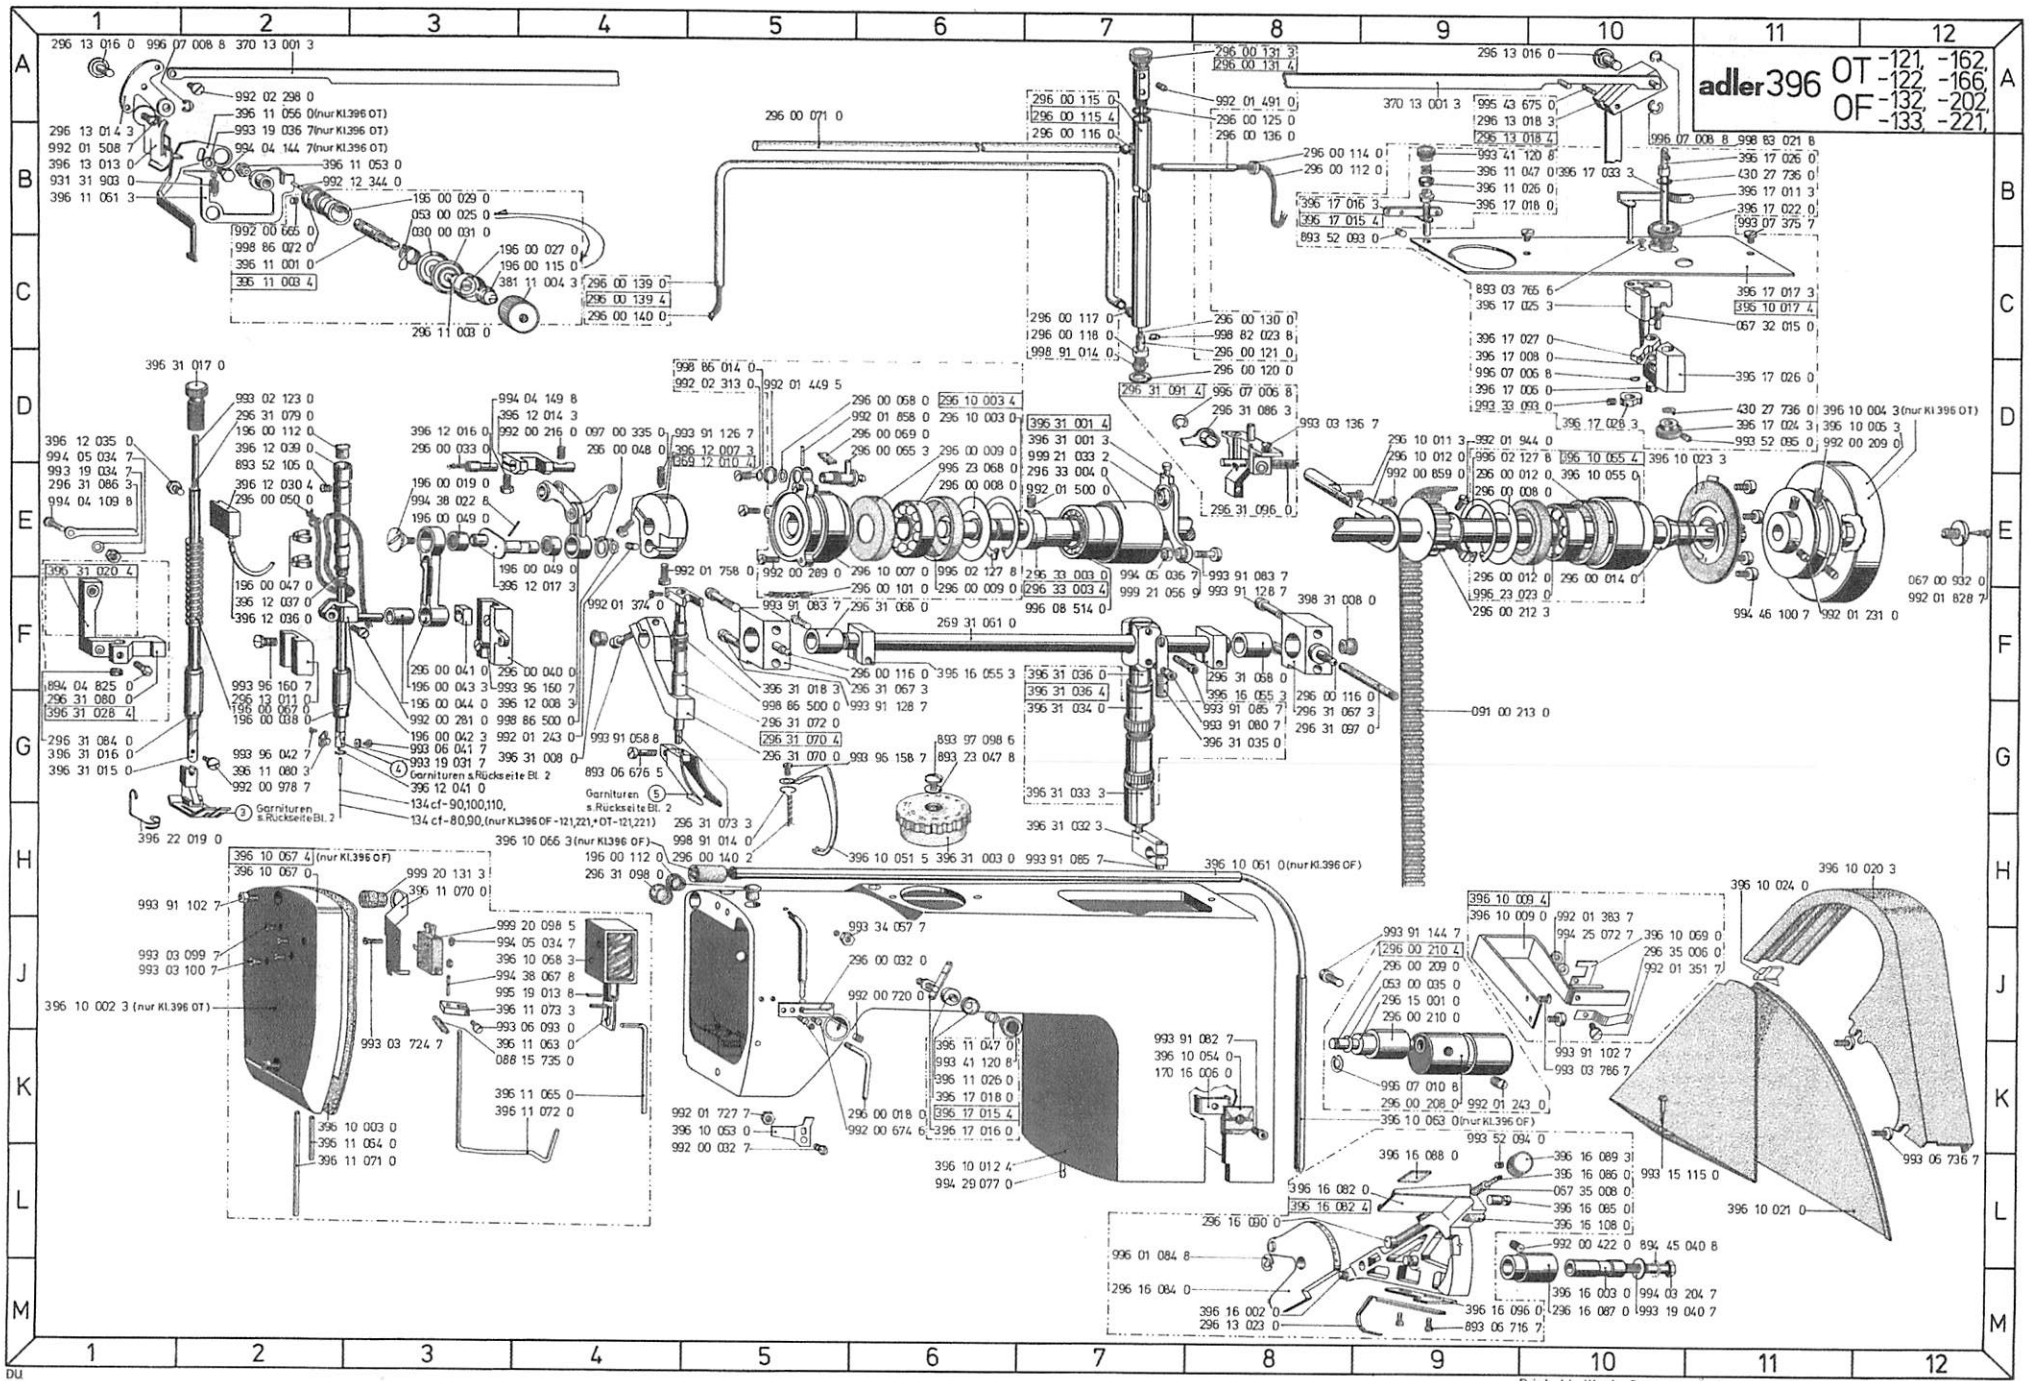 1 2 3 4 5 6 7 8 9 10 11 12
A B C D E F G H J K L M
adler 396 OT -121, -162,
-122, -166,
OF -132, -202,
-133, -221,
296 13 016 0 996 07 008 8 370 13 001 3
992 02 298 0
396 11 056 0 (nur Kl.396 OT)
993 19 036 7 (nur Kl.396 OT)
994 04 144 7 (nur Kl.396 OT)
296 13 014 3
992 01 508 7
396 13 013 0
931 31 903 0
396 11 061 3
396 11 053 0
992 12 344 0
992 00 665 0
998 86 072 0
396 11 001 0
396 11 003 4
196 00 029 0
053 00 025 0
030 00 031 0
196 00 027 0
196 00 115 0
381 11 004 3
296 11 003 0
296 00 139 0
296 00 139 4
296 00 140 0
296 00 071 0
296 00 115 0
296 00 115 4
296 00 116 0
296 00 117 0
296 00 118 0
998 91 014 0
296 00 131 3
296 00 131 4
992 01 491 0
296 00 125 0
296 00 136 0
296 00 114 0
296 00 112 0
296 00 130 0
998 82 023 8
296 00 121 0
296 00 120 0
296 13 016 0
370 13 001 3
995 43 675 0
296 13 018 3
296 13 018 4
996 07 008 8
993 41 120 8
396 11 047 0
396 11 026 0
396 17 018 0
396 17 033 3
396 17 016 3
396 17 015 4
893 52 093 0
998 83 021 8
396 17 026 0
430 27 736 0
396 17 011 3
396 17 022 0
993 07 375 7
893 03 765 6
396 17 025 3
396 17 017 3
396 10 017 4
067 32 015 0
396 17 027 0
396 17 008 0
996 07 006 8
396 17 006 0
993 33 093 0
396 17 028 3
396 17 026 0
430 27 736 0
396 17 024 3
993 52 095 0
396 10 004 3 (nur Kl.396 OT)
396 10 005 3
992 00 209 0
396 31 017 0
993 02 123 0
296 31 079 0
196 00 112 0
396 12 039 0
893 52 105 0
396 12 030 4
296 00 050 0
396 12 035 0
994 05 034 7
993 19 034 7
296 31 086 3
994 04 109 8
396 31 020 4
196 00 047 0
396 12 037 0
396 12 036 0
993 96 160 7
296 13 011 0
196 00 067 0
196 00 038 0
894 04 825 0
296 31 080 0
396 31 028 4
296 31 084 0
396 31 016 0
396 31 015 0
993 96 042 7
396 11 080 3
992 00 978 7
396 22 019 0
3 Garnituren
s.Rückseite Bl. 2
396 12 016 0
296 00 033 0
994 04 149 8
396 12 014 3
992 00 216 0
097 00 335 0
296 00 048 0
196 00 019 0
994 38 022 8
196 00 049 0
196 00 049 0
396 12 017 3
296 00 041 0
196 00 043 3
196 00 044 0
992 00 281 0
196 00 042 3
993 06 041 7
993 19 031 7
4 Garnituren s.Rückseite Bl. 2
396 12 041 0
134 cf-90,100,110,
134 cf-80,90,(nur KL396 OF -121,221,+OT-121,221)
296 00 040 0
993 96 160 7
396 12 008 3
998 86 500 0
992 01 243 0
396 31 008 0
998 86 014 0
992 02 313 0
992 01 449 5
993 91 126 7
396 12 007 3
369 12 010 4
992 01 758 0
992 01 374 0
296 00 068 0
992 01 858 0
296 00 069 0
296 00 065 3
296 10 003 4
296 10 003 0
296 00 009 0
996 23 068 0
296 00 008 0
992 00 289 0
296 10 007 0
296 00 101 0
996 02 127 8
296 00 009 0
993 91 083 7
296 31 068 0
396 31 001 4
396 31 001 3
999 21 033 2
296 33 004 0
992 01 500 0
296 33 003 0
296 33 003 4
996 08 514 0
994 05 036 7
999 21 056 9
993 91 083 7
993 91 128 7
296 31 091 4
996 07 006 8
296 31 086 3
993 03 136 7
296 31 096 0
398 31 008 0
296 10 011 3
296 10 012 0
992 00 859 0
992 01 944 0
996 02 127 8
296 00 012 0
296 00 008 0
396 10 055 4
396 10 055 0
396 10 023 3
296 00 012 0
996 23 023 0
296 00 212 3
296 00 014 0
994 46 100 7
992 01 231 0
067 00 932 0
992 01 828 7
269 31 061 0
396 31 018 3
998 86 500 0
296 31 072 0
296 31 070 4
296 31 070 0
296 00 116 0
296 31 067 3
993 91 128 7
396 16 055 3
396 31 036 0
396 31 036 4
396 31 034 0
296 31 058 0
396 16 055 3
993 91 085 7
993 91 080 7
396 31 035 0
296 00 116 0
296 31 067 3
296 31 097 0
091 00 213 0
396 31 033 3
396 31 032 3
993 91 085 7
993 91 058 8
893 06 676 5
Garnituren 5
s.Rückseite Bl. 2
296 31 073 3
998 91 014 0
296 00 140 2
993 96 158 7
396 10 051 5
893 97 098 6
893 23 047 8
396 31 003 0
396 10 066 3 (nur Kl.396 OF)
196 00 112 0
296 31 098 0
396 10 061 0 (nur Kl.396 OF)
396 10 067 4 (nur Kl.396 OF)
396 10 067 0
993 91 102 7
993 03 099 7
993 03 100 7
396 10 002 3 (nur Kl.396 OT)
999 20 131 3
396 11 070 0
999 20 098 5
994 05 034 7
396 10 068 3
994 38 067 8
995 19 013 8
396 11 073 3
993 06 093 0
396 11 063 0
088 15 735 0
993 03 724 7
396 11 065 0
396 11 072 0
396 10 003 0
396 11 064 0
396 11 071 0
993 34 057 7
296 00 032 0
992 00 720 0
992 01 727 7
396 10 053 0
992 00 032 7
296 00 018 0
992 00 674 6
396 11 047 0
993 41 120 8
396 11 026 0
396 17 018 0
396 17 015 4
396 17 016 0
396 10 012 4
994 29 077 0
993 91 082 7
396 10 054 0
170 16 006 0
396 10 063 0 (nur Kl.396 OF)
993 91 144 7
296 00 210 4
296 00 209 0
053 00 035 0
296 15 001 0
296 00 210 0
996 07 010 8
296 00 208 0
992 01 243 0
396 10 009 4
396 10 009 0
992 01 383 7
994 25 072 7
396 10 069 0
296 35 006 0
992 01 351 7
993 91 102 7
993 03 786 7
396 10 024 0
396 10 020 3
993 06 736 7
993 15 115 0
396 10 021 0
993 52 094 0
396 16 088 0
396 16 089 3
396 16 086 0
067 35 008 0
396 16 085 0
396 16 108 0
396 16 082 0
396 16 082 4
296 16 090 0
996 01 084 8
296 16 084 0
396 16 002 0
296 13 023 0
396 16 096 0
893 06 716 7
992 00 422 0
894 45 040 8
396 16 003 0
296 16 087 0
994 03 204 7
993 19 040 7
A B C D E F G H J K L M
1 2 3 4 5 6 7 8 9 10 11 12
DU